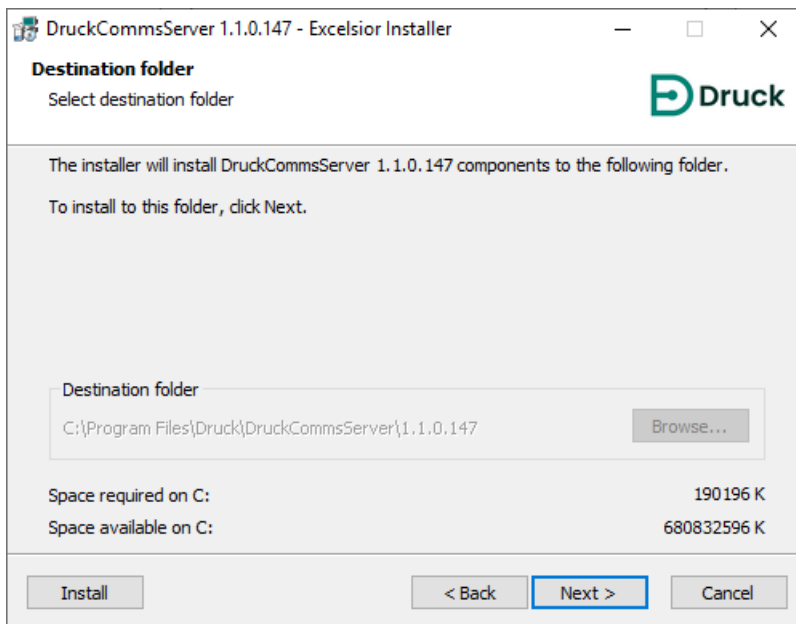 DruckCommsServer 1.1.0.147 - Excelsior Installer
Destination folder
Select destination folder
Druck
The installer will install DruckCommsServer 1.1.0.147 components to the following folder.
To install to this folder, click Next.
Destination folder
C:\Program Files\Druck\DruckCommsServer\1.1.0.147
Browse...
Space required on C: 190196 K
Space available on C: 680832596 K
Install < Back Next > Cancel